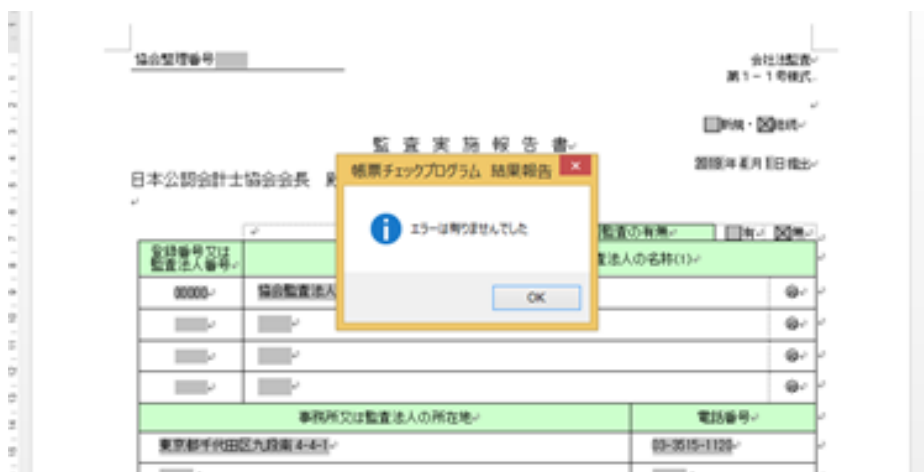 協会整理番号
会社法監査
第1-1号様式
新規・継続
監査実施報告書
年 月 日提出
日本公認会計士協会会長
帳票チェックプログラム 結果報告
エラーは有りませんでした
OK
監査の有無 有 無
登録番号又は
監査法人番号
査法人の名称(1)
00000 協会監査法人
事務所又は監査法人の所在地 電話番号
東京都千代田区九段南 4-4-1 03-3515-1120